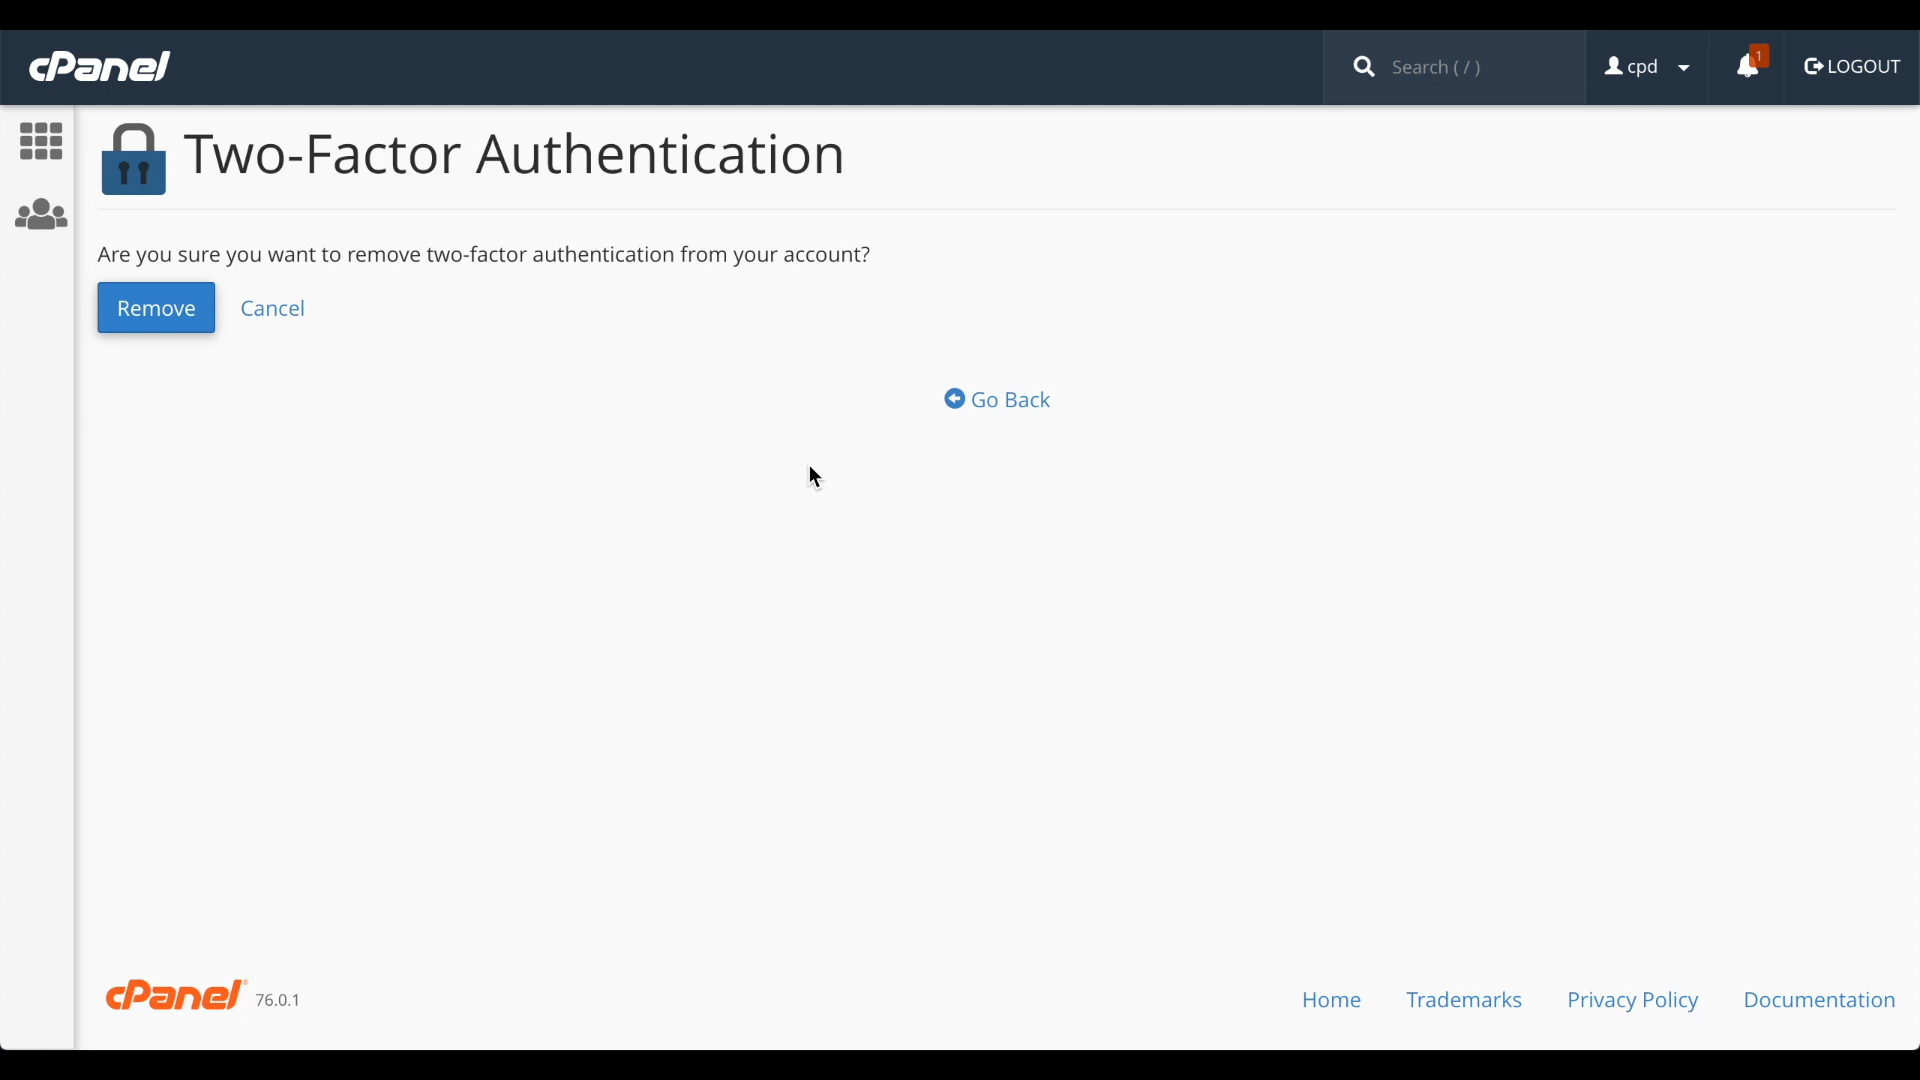 cPanel
Search ( / )
cpd
1
LOGOUT
Two-Factor Authentication
Are you sure you want to remove two-factor authentication from your account?
Remove Cancel
Go Back
cPanel 76.0.1
Home Trademarks Privacy Policy Documentation